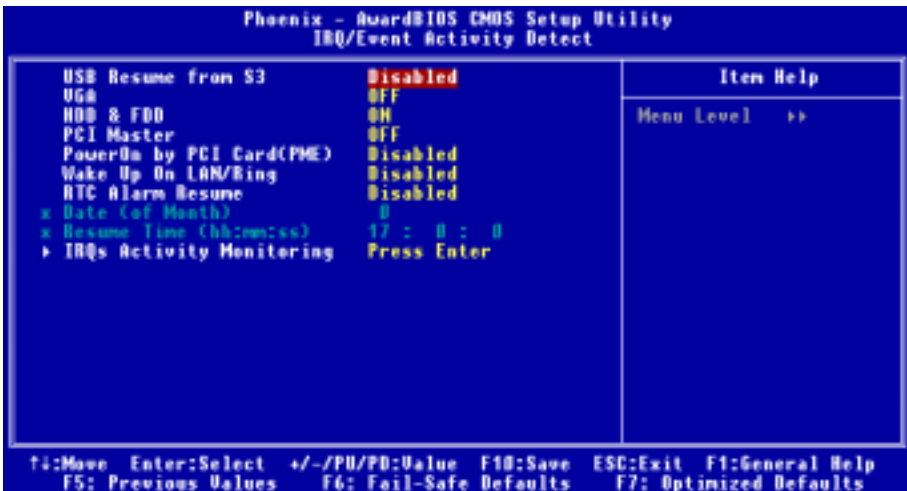 Phoenix - AwardBIOS CMOS Setup Utility
IRQ/Event Activity Detect
USB Resume from S3 Disabled
VGA OFF
HDD & FDD ON
PCI Master OFF
PowerOn by PCI Card(PME) Disabled
Wake Up On LAN/Ring Disabled
RTC Alarm Resume Disabled
x Date (of Month) 0
x Resume Time (hh:mm:ss) 17 : 0 : 0
▸ IRQs Activity Monitoring Press Enter
Item Help
Menu Level ▸▸
↑↓:Move Enter:Select +/-/PU/PD:Value F10:Save ESC:Exit F1:General Help
F5: Previous Values F6: Fail-Safe Defaults F7: Optimized Defaults